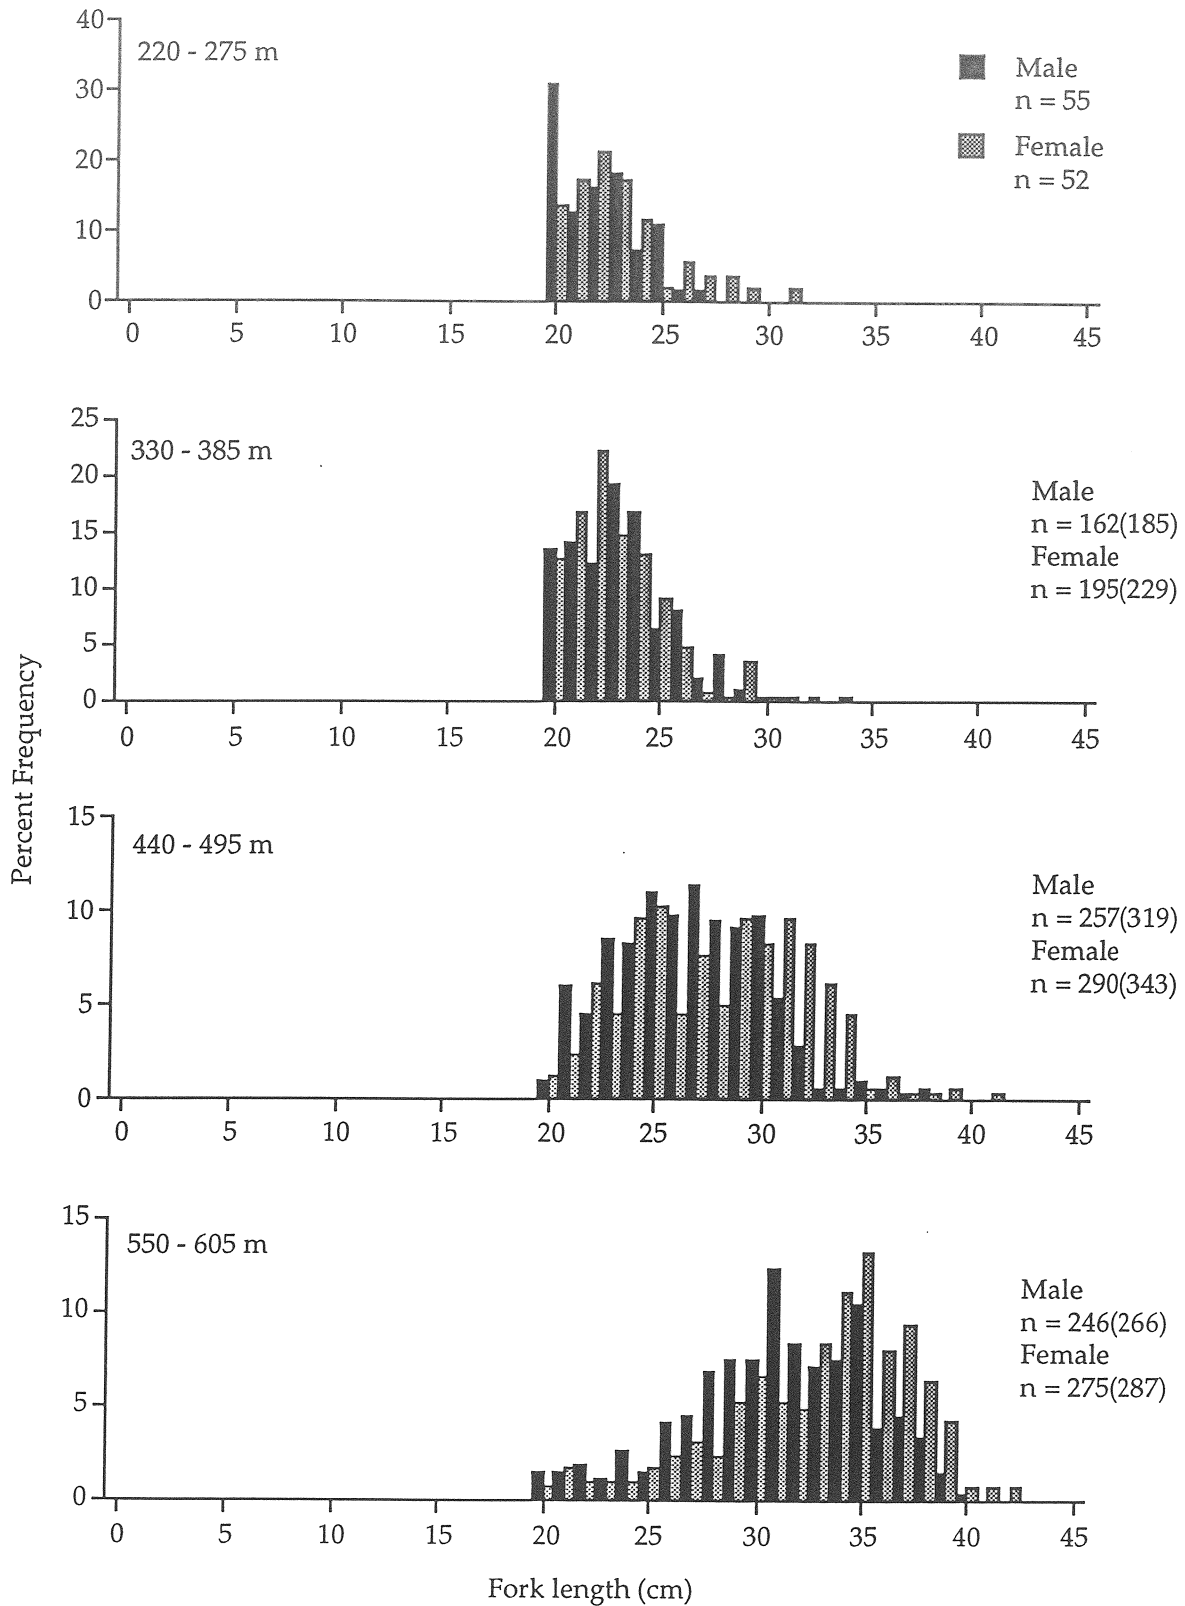 40
220 - 275 m
Male
n = 55
Female
n = 52
30
20
10
0
0 5 10 15 20 25 30 35 40 45
25
330 - 385 m
20
Male
n = 162(185)
Female
n = 195(229)
15
10
5
0
0 5 10 15 20 25 30 35 40 45
Percent Frequency
15
440 - 495 m
Male
n = 257(319)
Female
n = 290(343)
10
5
0
0 5 10 15 20 25 30 35 40 45
15
550 - 605 m
Male
n = 246(266)
Female
n = 275(287)
10
5
0
0 5 10 15 20 25 30 35 40 45
Fork length (cm)